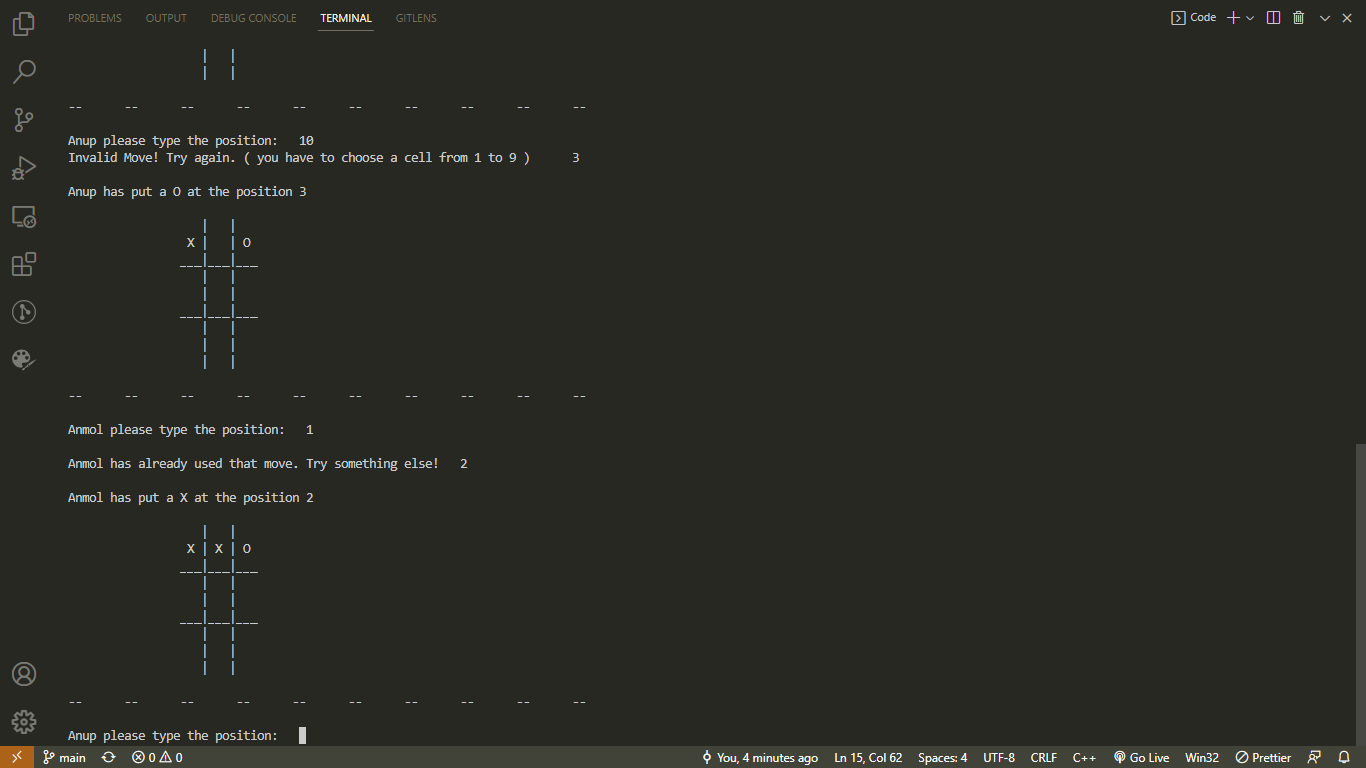 PROBLEMS OUTPUT DEBUG CONSOLE TERMINAL GITLENS Code
| |
| |
-- -- -- -- -- -- -- -- -- --
Anup please type the position: 10
Invalid Move! Try again. ( you have to choose a cell from 1 to 9 ) 3
Anup has put a O at the position 3
| |
X | | O
___|___|___
| |
| |
___|___|___
| |
| |
| |
-- -- -- -- -- -- -- -- -- --
Anmol please type the position: 1
Anmol has already used that move. Try something else! 2
Anmol has put a X at the position 2
| |
X | X | O
___|___|___
| |
| |
___|___|___
| |
| |
| |
-- -- -- -- -- -- -- -- -- --
Anup please type the position:
main 0 0 You, 4 minutes ago Ln 15, Col 62 Spaces: 4 UTF-8 CRLF C++ Go Live Win32 Prettier